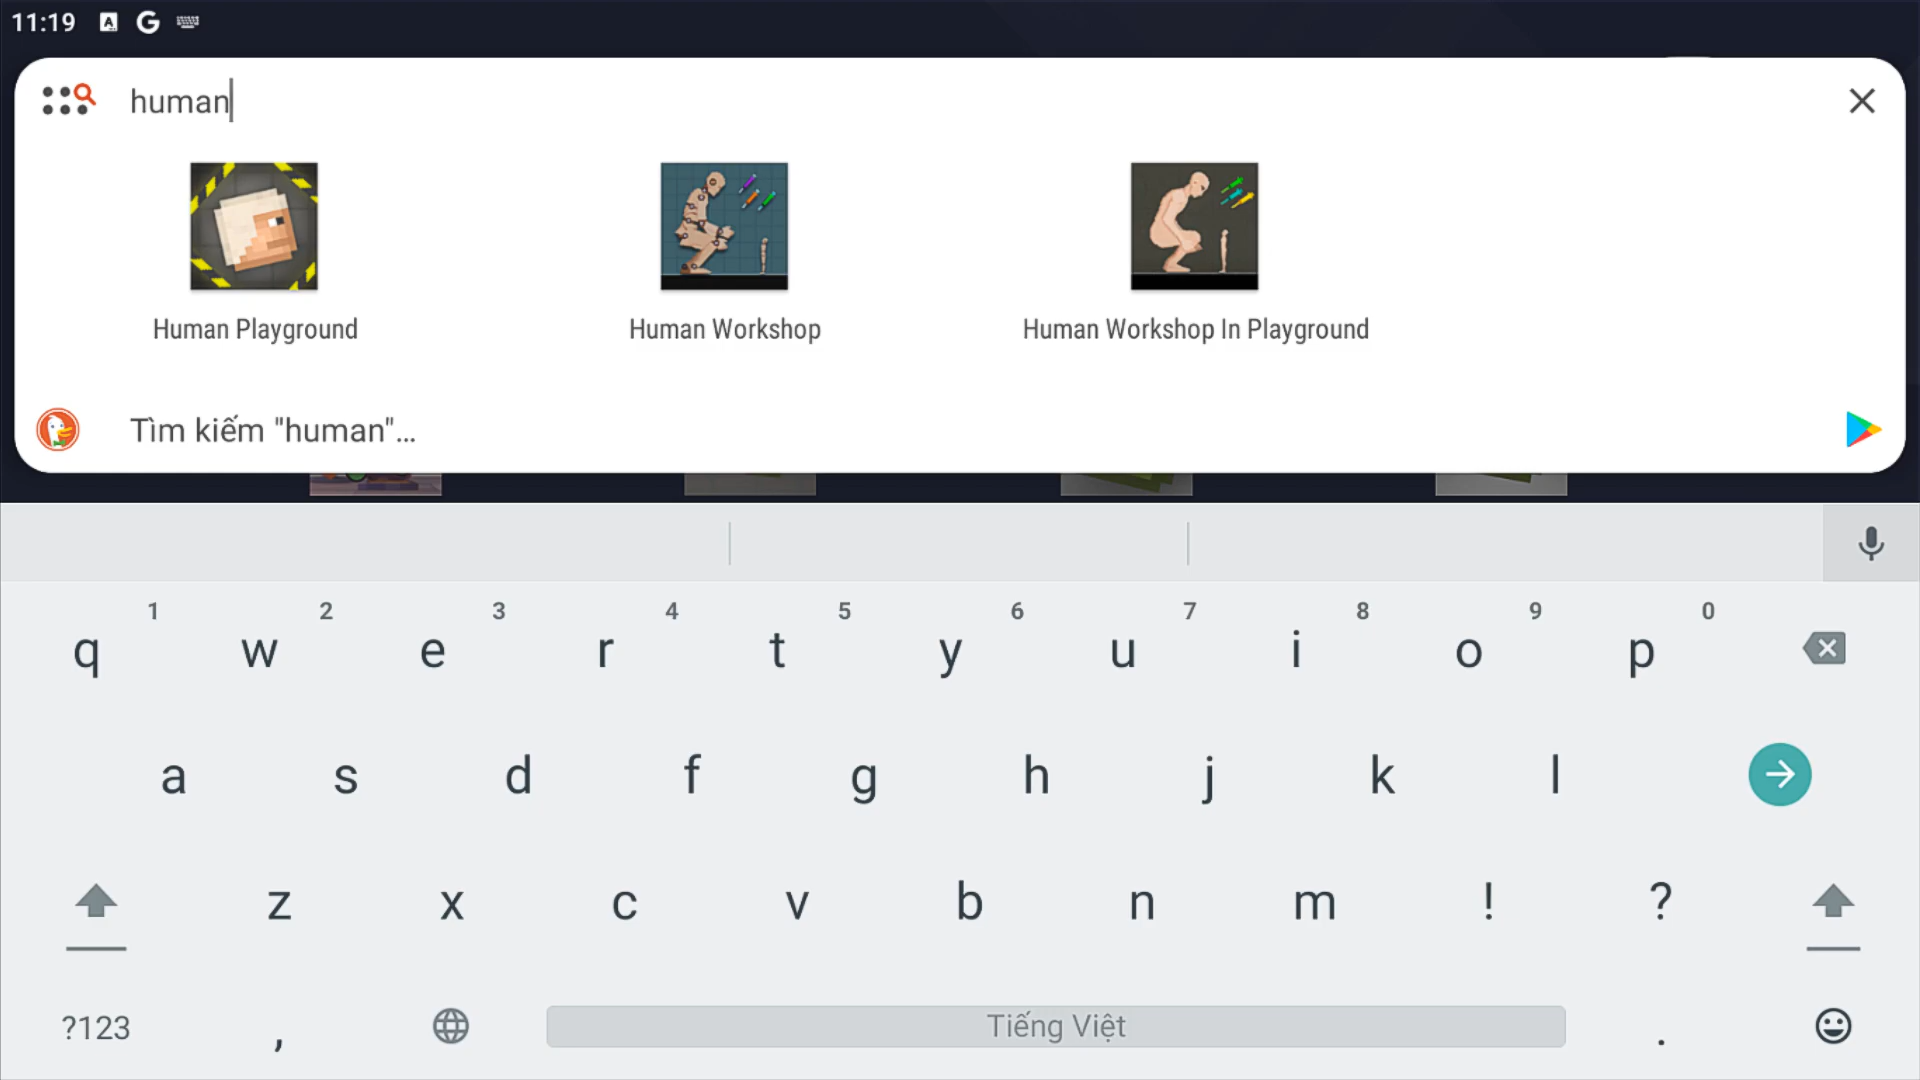 11:19 A G
human
Human Playground Human Workshop Human Workshop In Playground
Tìm kiếm "human"...
1 2 3 4 5 6 7 8 9 0
q w e r t y u i o p
a s d f g h j k l
z x c v b n m ! ?
?123 , Tiếng Việt .